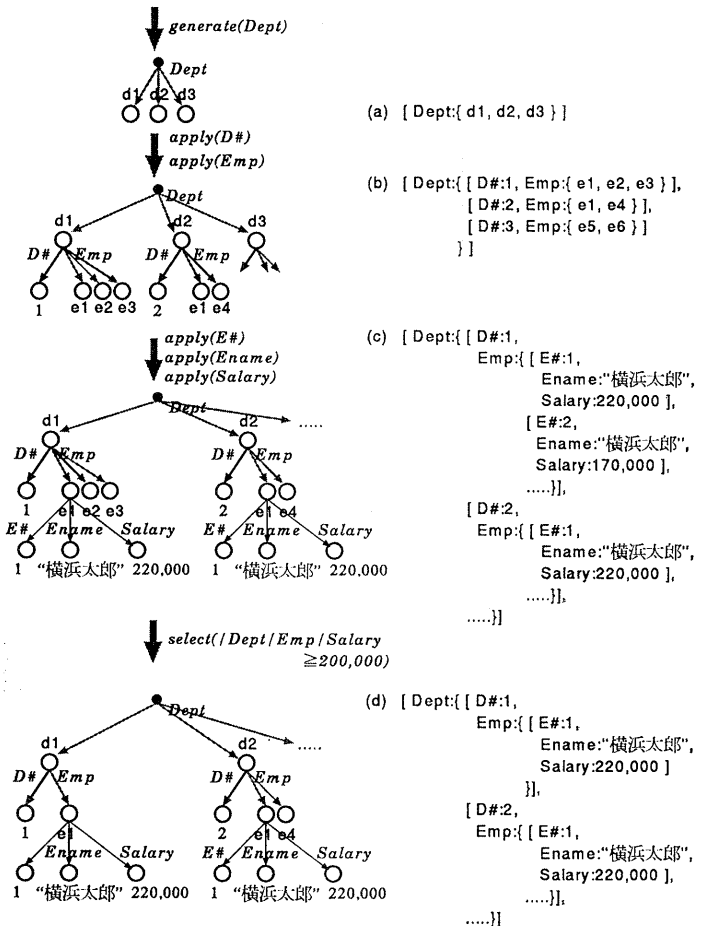 generate(Dept)
Dept
d1 d2 d3
(a) [ Dept:{ d1, d2, d3 } ]
apply(D#)
apply(Emp)
Dept
d1 d2 d3
D# Emp D# Emp
1 e1 e2 e3 2 e1 e4
(b) [ Dept:{ [ D#:1, Emp:{ e1, e2, e3 } ],
[ D#:2, Emp:{ e1, e4 } ],
[ D#:3, Emp:{ e5, e6 } ]
} ]
apply(E#)
apply(Ename)
apply(Salary)
Dept
d1 d2 .....
D# Emp D# Emp
1 e1 e2 e3 2 e1 e4
E# Ename Salary E# Ename Salary
1 “横浜太郎” 220,000 1 “横浜太郎” 220,000
(c) [ Dept:{ [ D#:1,
Emp:{ [ E#:1,
Ename:“横浜太郎”,
Salary:220,000 ],
[ E#:2,
Ename:“横浜太郎”,
Salary:170,000 ],
.....}],
[ D#:2,
Emp:{ [ E#:1,
Ename:“横浜太郎”,
Salary:220,000 ],
.....}],
.....}]
select(/Dept/Emp/Salary
≧200,000)
Dept
d1 d2 .....
D# Emp D# Emp
1 e1 2 e1 e4
Ename Salary E# Ename Salary
1 “横浜太郎” 220,000 1 “横浜太郎” 220,000
(d) [ Dept:{ [ D#:1,
Emp:{ [ E#:1,
Ename:“横浜太郎”,
Salary:220,000 ]
}],
[ D#:2,
Emp:{ [ E#:1,
Ename:“横浜太郎”,
Salary:220,000 ],
.....}],
.....}]